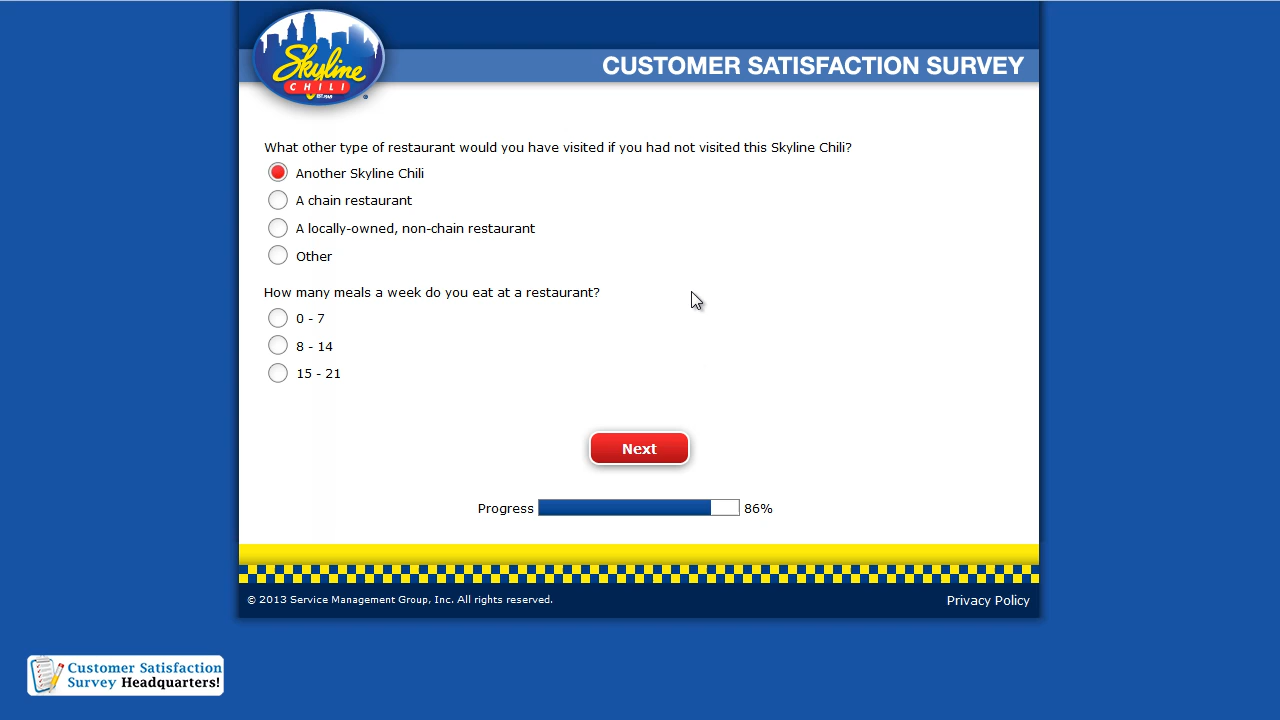 Skyline
CHILI
CUSTOMER SATISFACTION SURVEY
What other type of restaurant would you have visited if you had not visited this Skyline Chili?
Another Skyline Chili
A chain restaurant
A locally-owned, non-chain restaurant
Other
How many meals a week do you eat at a restaurant?
0 - 7
8 - 14
15 - 21
Next
Progress 86%
© 2013 Service Management Group, Inc. All rights reserved.
Privacy Policy
Customer Satisfaction
Survey Headquarters!